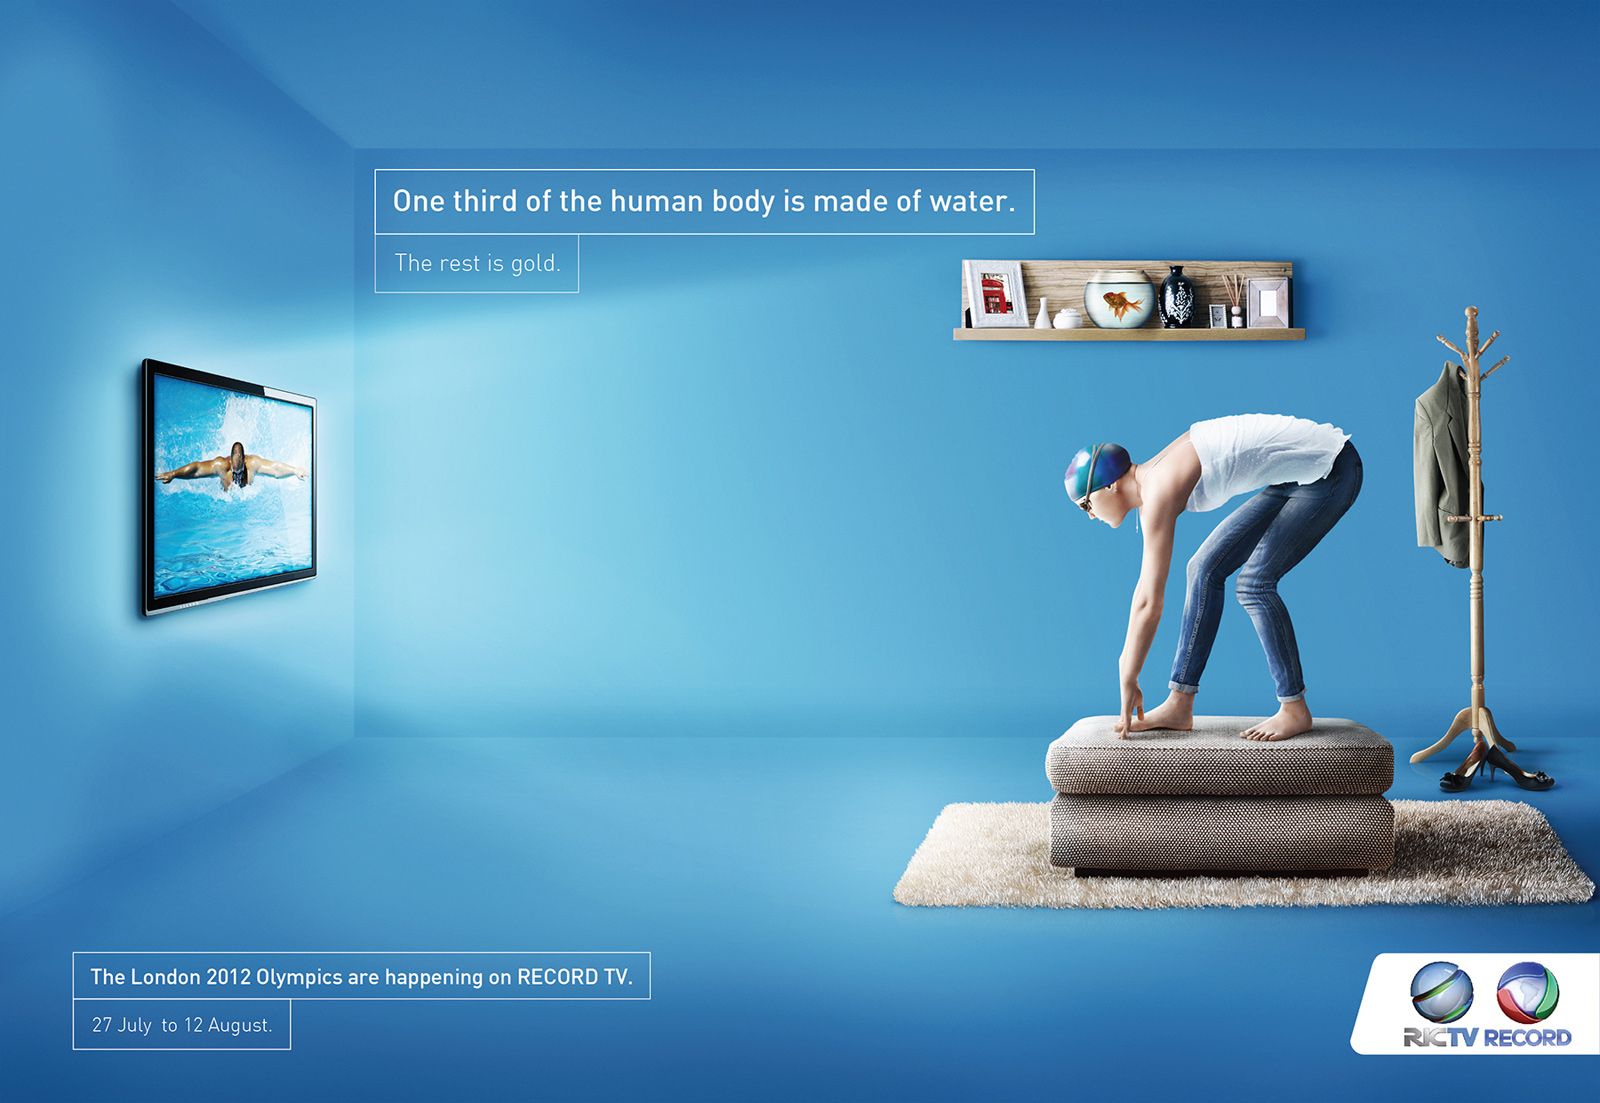 One third of the human body is made of water.
The rest is gold.
The London 2012 Olympics are happening on RECORD TV.
27 July to 12 August.
RICTV RECORD